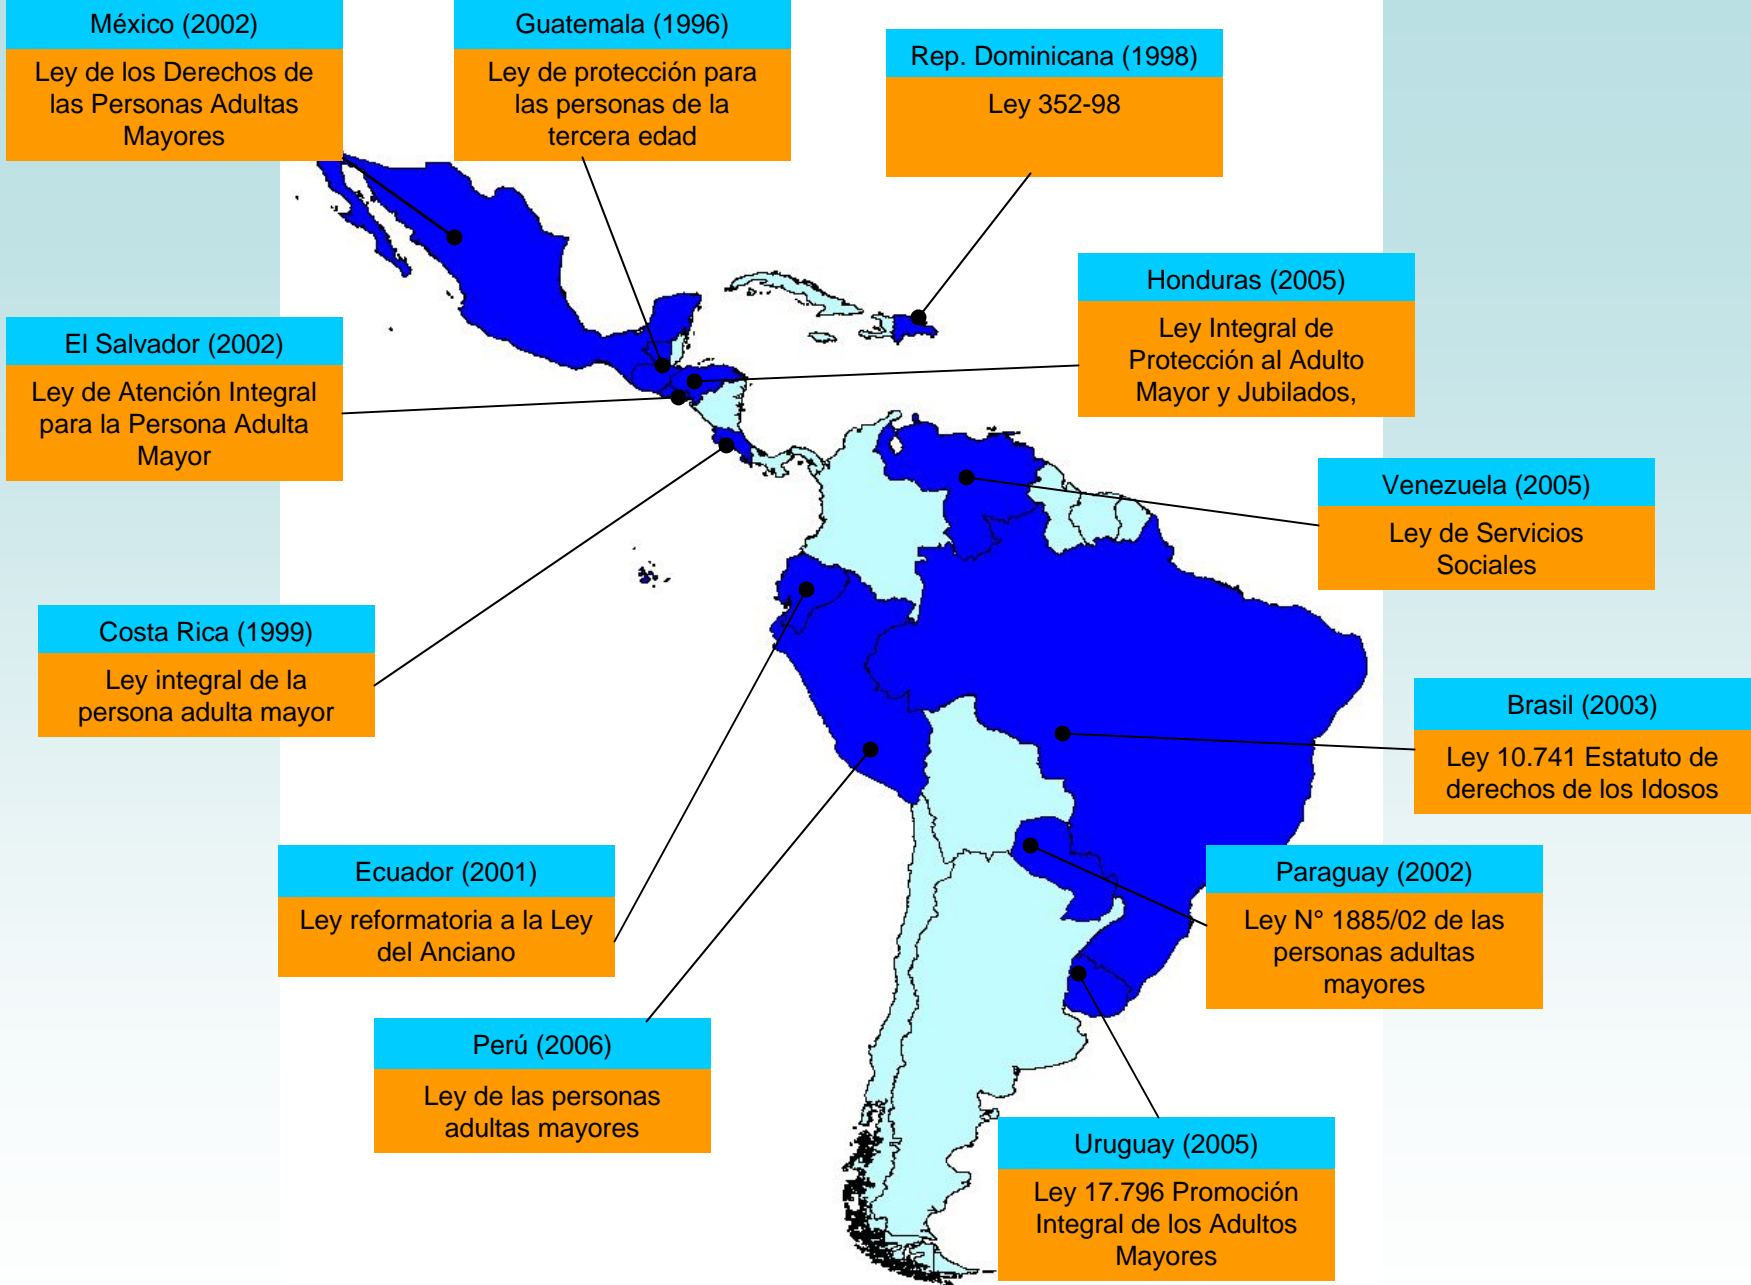 México (2002)
Ley de los Derechos de
las Personas Adultas
Mayores
Guatemala (1996)
Ley de protección para
las personas de la
tercera edad
Rep. Dominicana (1998)
Ley 352-98
Honduras (2005)
Ley Integral de
Protección al Adulto
Mayor y Jubilados,
El Salvador (2002)
Ley de Atención Integral
para la Persona Adulta
Mayor
Venezuela (2005)
Ley de Servicios
Sociales
Costa Rica (1999)
Ley integral de la
persona adulta mayor
Brasil (2003)
Ley 10.741 Estatuto de
derechos de los Idosos
Ecuador (2001)
Ley reformatoria a la Ley
del Anciano
Paraguay (2002)
Ley N° 1885/02 de las
personas adultas
mayores
Perú (2006)
Ley de las personas
adultas mayores
Uruguay (2005)
Ley 17.796 Promoción
Integral de los Adultos
Mayores